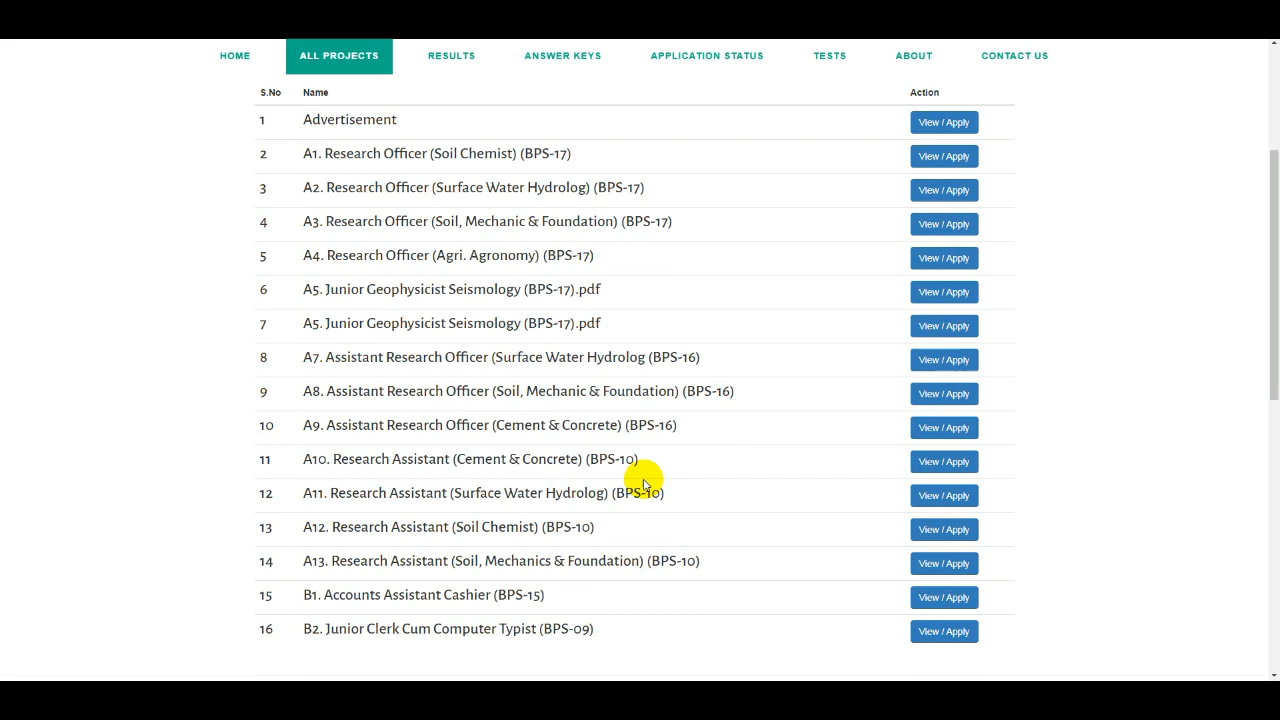 HOME ALL PROJECTS RESULTS ANSWER KEYS APPLICATION STATUS TESTS ABOUT CONTACT US
S.No Name Action
1 Advertisement View / Apply
2 A1. Research Officer (Soil Chemist) (BPS-17) View / Apply
3 A2. Research Officer (Surface Water Hydrolog) (BPS-17) View / Apply
4 A3. Research Officer (Soil, Mechanic & Foundation) (BPS-17) View / Apply
5 A4. Research Officer (Agri. Agronomy) (BPS-17) View / Apply
6 A5. Junior Geophysicist Seismology (BPS-17).pdf View / Apply
7 A5. Junior Geophysicist Seismology (BPS-17).pdf View / Apply
8 A7. Assistant Research Officer (Surface Water Hydrolog (BPS-16) View / Apply
9 A8. Assistant Research Officer (Soil, Mechanic & Foundation) (BPS-16) View / Apply
10 A9. Assistant Research Officer (Cement & Concrete) (BPS-16) View / Apply
11 A10. Research Assistant (Cement & Concrete) (BPS-10) View / Apply
12 A11. Research Assistant (Surface Water Hydrolog) (BPS-10) View / Apply
13 A12. Research Assistant (Soil Chemist) (BPS-10) View / Apply
14 A13. Research Assistant (Soil, Mechanics & Foundation) (BPS-10) View / Apply
15 B1. Accounts Assistant Cashier (BPS-15) View / Apply
16 B2. Junior Clerk Cum Computer Typist (BPS-09) View / Apply